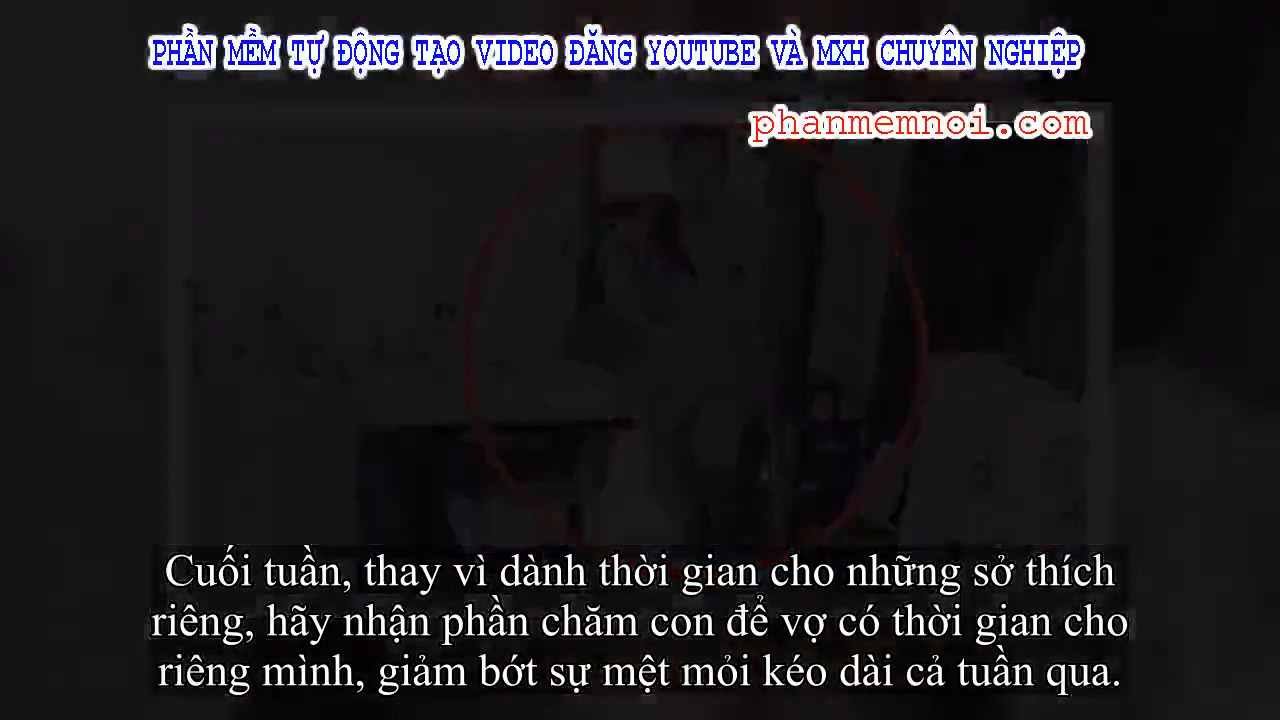 PHẦN MỀM TỰ ĐỘNG TẠO VIDEO ĐĂNG YOUTUBE VÀ MXH CHUYÊN NGHIỆP
phanmemnoi.com
Cuối tuần, thay vì dành thời gian cho những sở thích
riêng, hãy nhận phần chăm con để vợ có thời gian cho
riêng mình, giảm bớt sự mệt mỏi kéo dài cả tuần qua.